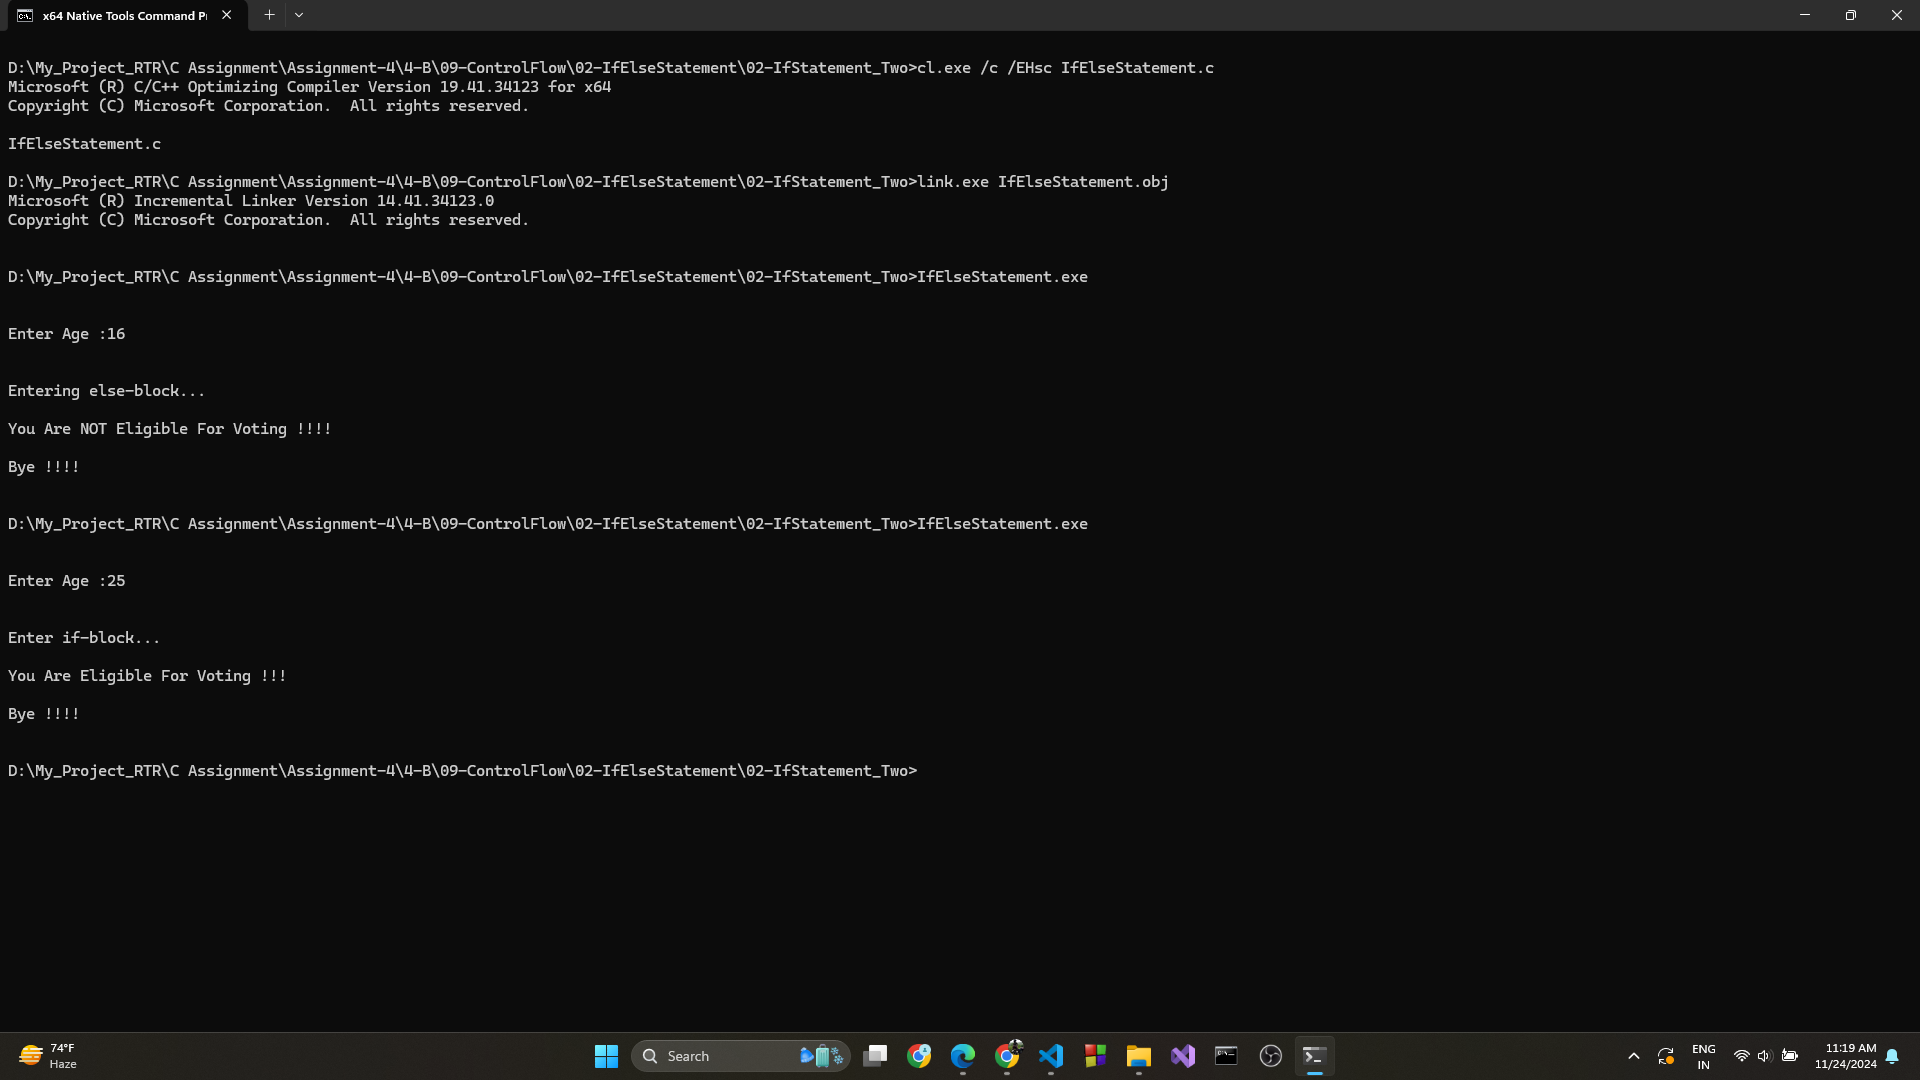 x64 Native Tools Command P
D:\My_Project_RTR\C Assignment\Assignment-4\4-B\09-ControlFlow\02-IfElseStatement\02-IfStatement_Two>cl.exe /c /EHsc IfElseStatement.c
Microsoft (R) C/C++ Optimizing Compiler Version 19.41.34123 for x64
Copyright (C) Microsoft Corporation.  All rights reserved.
IfElseStatement.c
D:\My_Project_RTR\C Assignment\Assignment-4\4-B\09-ControlFlow\02-IfElseStatement\02-IfStatement_Two>link.exe IfElseStatement.obj
Microsoft (R) Incremental Linker Version 14.41.34123.0
Copyright (C) Microsoft Corporation.  All rights reserved.
D:\My_Project_RTR\C Assignment\Assignment-4\4-B\09-ControlFlow\02-IfElseStatement\02-IfStatement_Two>IfElseStatement.exe
Enter Age :16
Entering else-block...
You Are NOT Eligible For Voting !!!!
Bye !!!!
D:\My_Project_RTR\C Assignment\Assignment-4\4-B\09-ControlFlow\02-IfElseStatement\02-IfStatement_Two>IfElseStatement.exe
Enter Age :25
Enter if-block...
You Are Eligible For Voting !!!
Bye !!!!
D:\My_Project_RTR\C Assignment\Assignment-4\4-B\09-ControlFlow\02-IfElseStatement\02-IfStatement_Two>
74°F
Haze
Search
ENG
IN
11:19 AM
11/24/2024